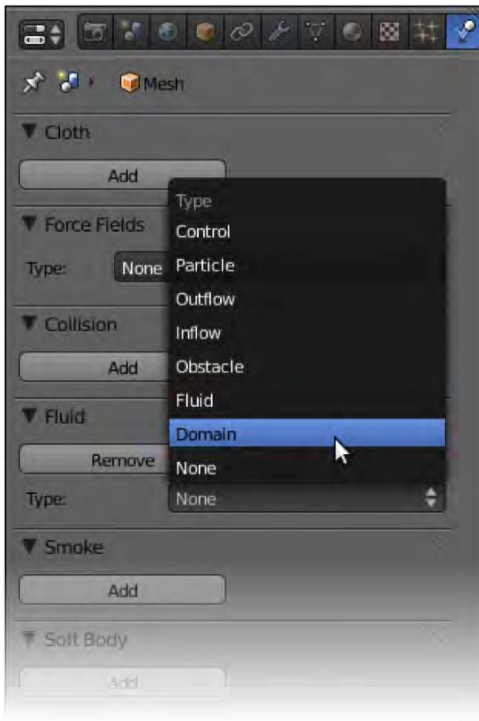 Mesh
Cloth
Add
Force Fields
Type: None
Collision
Add
Fluid
Remove
Type: None
Type
Control
Particle
Outflow
Inflow
Obstacle
Fluid
Domain
None
Smoke
Add
Soft Body
Add